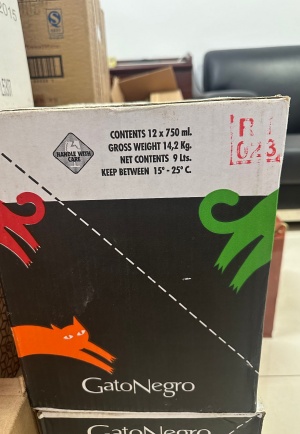 2015
CONTENTS 12 x 750 ml.
GROSS WEIGHT 14,2 Kg.
NET CONTENTS 9 Lts.
KEEP BETWEEN 15° - 25° C.
HANDLE WITH
CARE
GatoNegro
GatoNegro